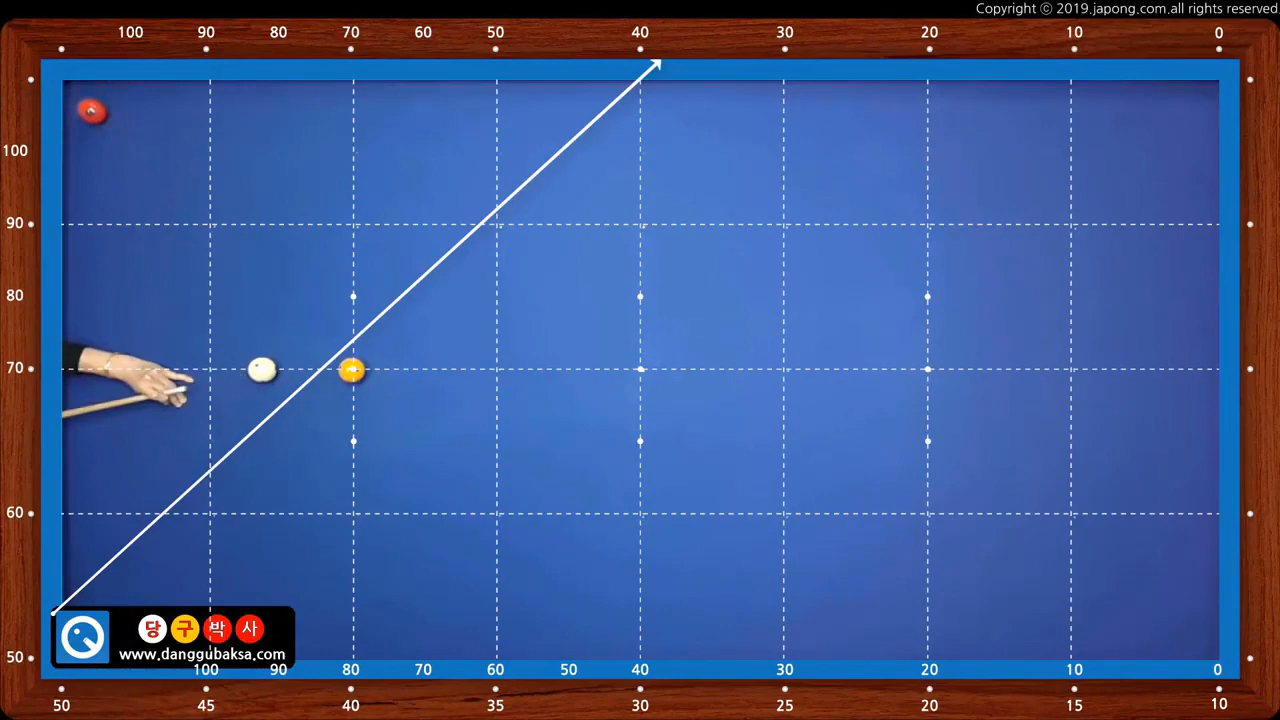 Copyright ⓒ 2019.japong.com.all rights reserved
100 90 80 70 60 50 40 30 20 10 0
100
90
80
70
60
50
당구박사
www.danggubaksa.com
100 90 80 70 60 50 40 30 20 10 0
50 45 40 35 30 25 20 15 10